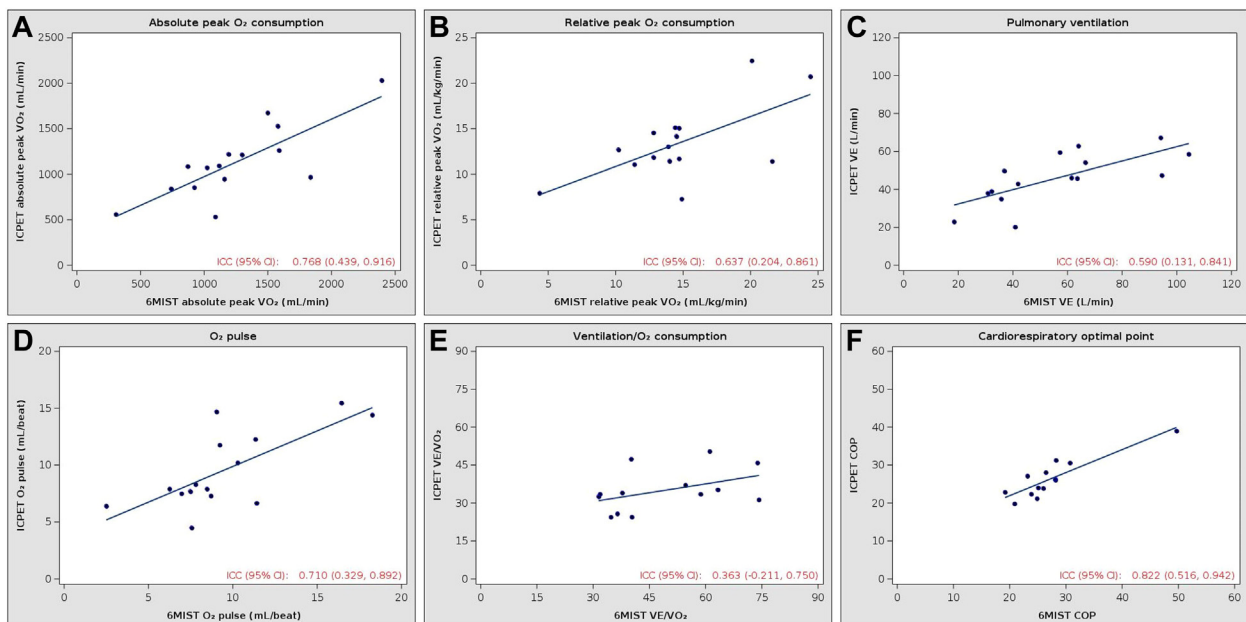 A
Absolute peak O₂ consumption
ICPET absolute peak VO₂ (mL/min)
2500
2000
1500
1000
500
0
ICC (95% CI): 0.768 (0.439, 0.916)
0 500 1000 1500 2000 2500
6MIST absolute peak VO₂ (mL/min)
B
Relative peak O₂ consumption
ICPET relative peak VO₂ (mL/kg/min)
25
20
15
10
5
0
ICC (95% CI): 0.637 (0.204, 0.861)
0 5 10 15 20 25
6MIST relative peak VO₂ (mL/kg/min)
C
Pulmonary ventilation
ICPET VE (L/min)
120
100
80
60
40
20
0
ICC (95% CI): 0.590 (0.131, 0.841)
0 20 40 60 80 100 120
6MIST VE (L/min)
D
O₂ pulse
ICPET O₂ pulse (mL/beat)
20
15
10
5
0
ICC (95% CI): 0.710 (0.329, 0.892)
0 5 10 15 20
6MIST O₂ pulse (mL/beat)
E
Ventilation/O₂ consumption
ICPET VE/VO₂
90
75
60
45
30
15
0
ICC (95% CI): 0.363 (-0.211, 0.750)
0 15 30 45 60 75 90
6MIST VE/VO₂
F
Cardiorespiratory optimal point
ICPET COP
60
50
40
30
20
10
0
ICC (95% CI): 0.822 (0.516, 0.942)
0 10 20 30 40 50 60
6MIST COP